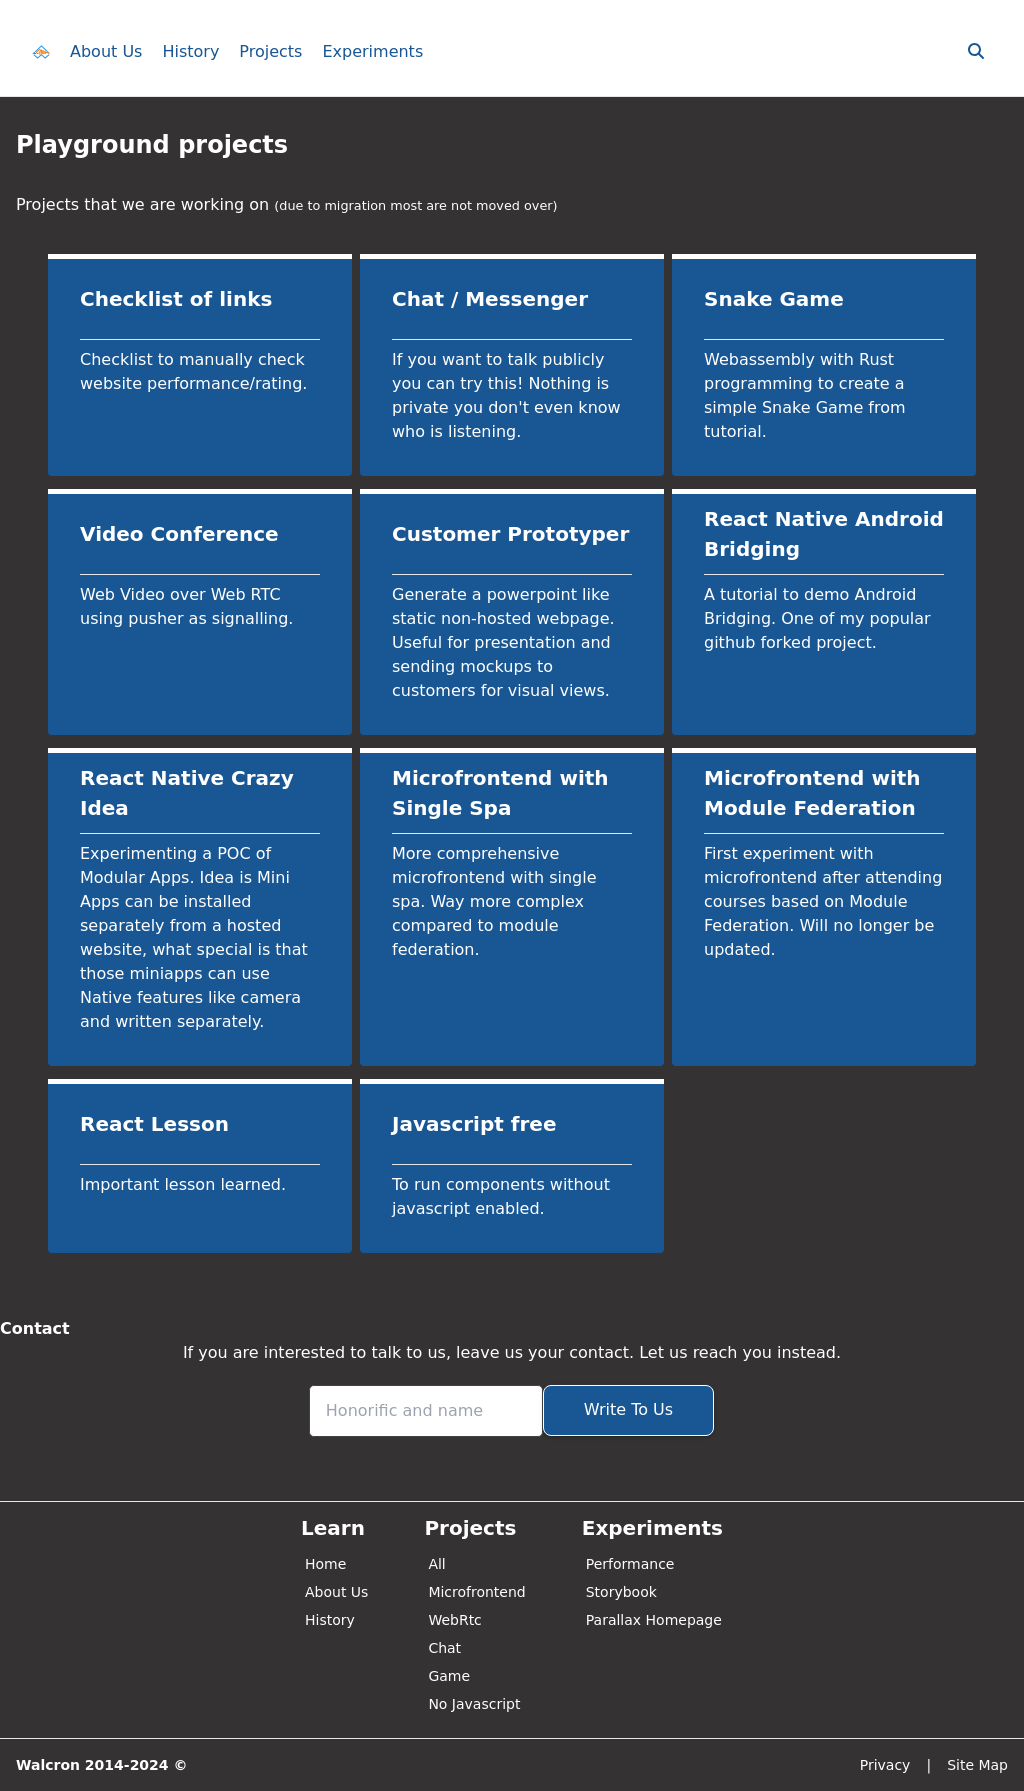 About Us
History
Projects
Experiments
Playground projects
Projects that we are working on (due to migration most are not moved over)
Checklist of links
Checklist to manually check
website performance/rating.
Chat / Messenger
If you want to talk publicly
you can try this! Nothing is
private you don't even know
who is listening.
Snake Game
Webassembly with Rust
programming to create a
simple Snake Game from
tutorial.
Video Conference
Web Video over Web RTC
using pusher as signalling.
Customer Prototyper
Generate a powerpoint like
static non-hosted webpage.
Useful for presentation and
sending mockups to
customers for visual views.
React Native Android
Bridging
A tutorial to demo Android
Bridging. One of my popular
github forked project.
React Native Crazy
Idea
Experimenting a POC of
Modular Apps. Idea is Mini
Apps can be installed
separately from a hosted
website, what special is that
those miniapps can use
Native features like camera
and written separately.
Microfrontend with
Single Spa
More comprehensive
microfrontend with single
spa. Way more complex
compared to module
federation.
Microfrontend with
Module Federation
First experiment with
microfrontend after attending
courses based on Module
Federation. Will no longer be
updated.
React Lesson
Important lesson learned.
Javascript free
To run components without
javascript enabled.
Contact
If you are interested to talk to us, leave us your contact. Let us reach you instead.
Honorific and name
Write To Us
Learn
Home
About Us
History
Projects
All
Microfrontend
WebRtc
Chat
Game
No Javascript
Experiments
Performance
Storybook
Parallax Homepage
Walcron 2014-2024 ©
Privacy | Site Map